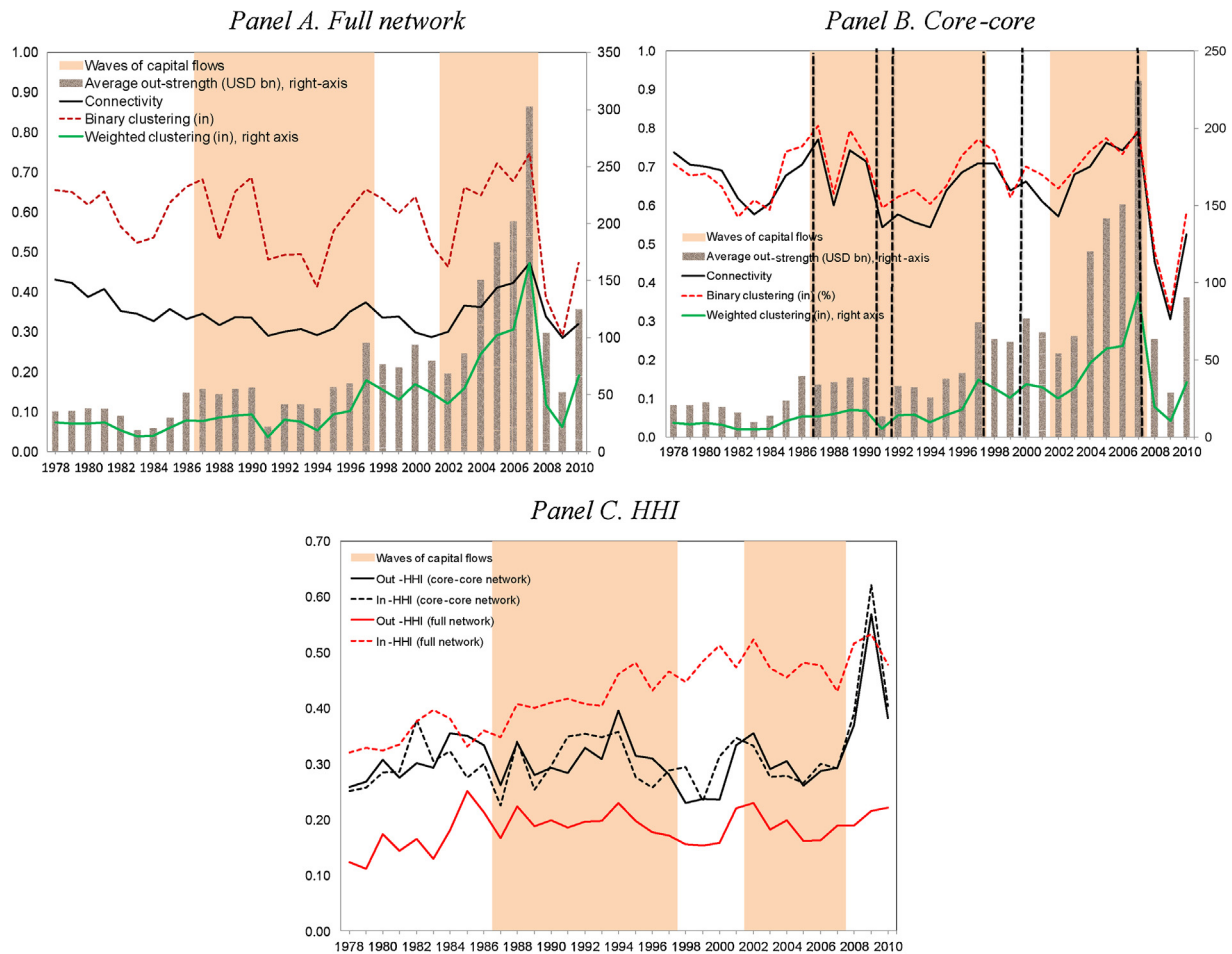 Panel A. Full network
1.00
0.90
0.80
0.70
0.60
0.50
0.40
0.30
0.20
0.10
0.00
350
300
250
200
150
100
50
0
Waves of capital flows
Average out-strength (USD bn), right-axis
Connectivity
Binary clustering (in)
Weighted clustering (in), right axis
1978 1980 1982 1984 1986 1988 1990 1992 1994 1996 1998 2000 2002 2004 2006 2008 2010
Panel B. Core-core
1.0
0.9
0.8
0.7
0.6
0.5
0.4
0.3
0.2
0.1
0.0
250
200
150
100
50
0
Waves of capital flows
Average out-strength (USD bn), right-axis
Connectivity
Binary clustering (in) (%)
Weighted clustering (in), right axis
1978 1980 1982 1984 1986 1988 1990 1992 1994 1996 1998 2000 2002 2004 2006 2008 2010
Panel C. HHI
0.70
0.60
0.50
0.40
0.30
0.20
0.10
0.00
Waves of capital flows
Out -HHI (core-core network)
In -HHI (core-core network)
Out -HHI (full network)
In -HHI (full network)
1978 1980 1982 1984 1986 1988 1990 1992 1994 1996 1998 2000 2002 2004 2006 2008 2010